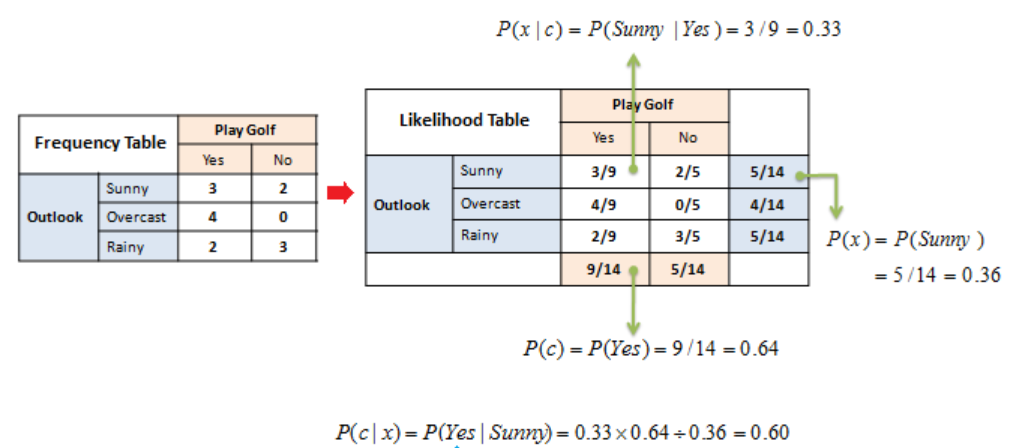 P(x | c) = P(Sunny | Yes) = 3/9 = 0.33
Frequency Table Play Golf
Yes No
Outlook Sunny 3 2
Overcast 4 0
Rainy 2 3
Likelihood Table Play Golf
Yes No
Outlook Sunny 3/9 2/5 5/14
Overcast 4/9 0/5 4/14
Rainy 2/9 3/5 5/14
9/14 5/14
P(x) = P(Sunny)
= 5/14 = 0.36
P(c) = P(Yes) = 9/14 = 0.64
P(c | x) = P(Yes | Sunny) = 0.33 × 0.64 ÷ 0.36 = 0.60